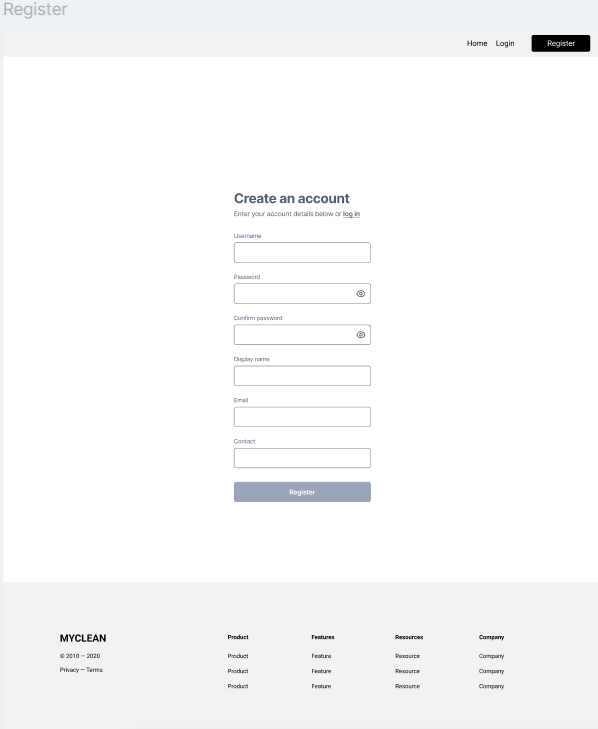 Register
Home Login Register
Create an account
Enter your account details below or log in
Username
Password
Confirm password
Display name
Email
Contact
Register
MYCLEAN Product Features Resources Company
© 2010 — 2020 Product Feature Resource Company
Privacy — Terms Product Feature Resource Company
Product Feature Resource Company